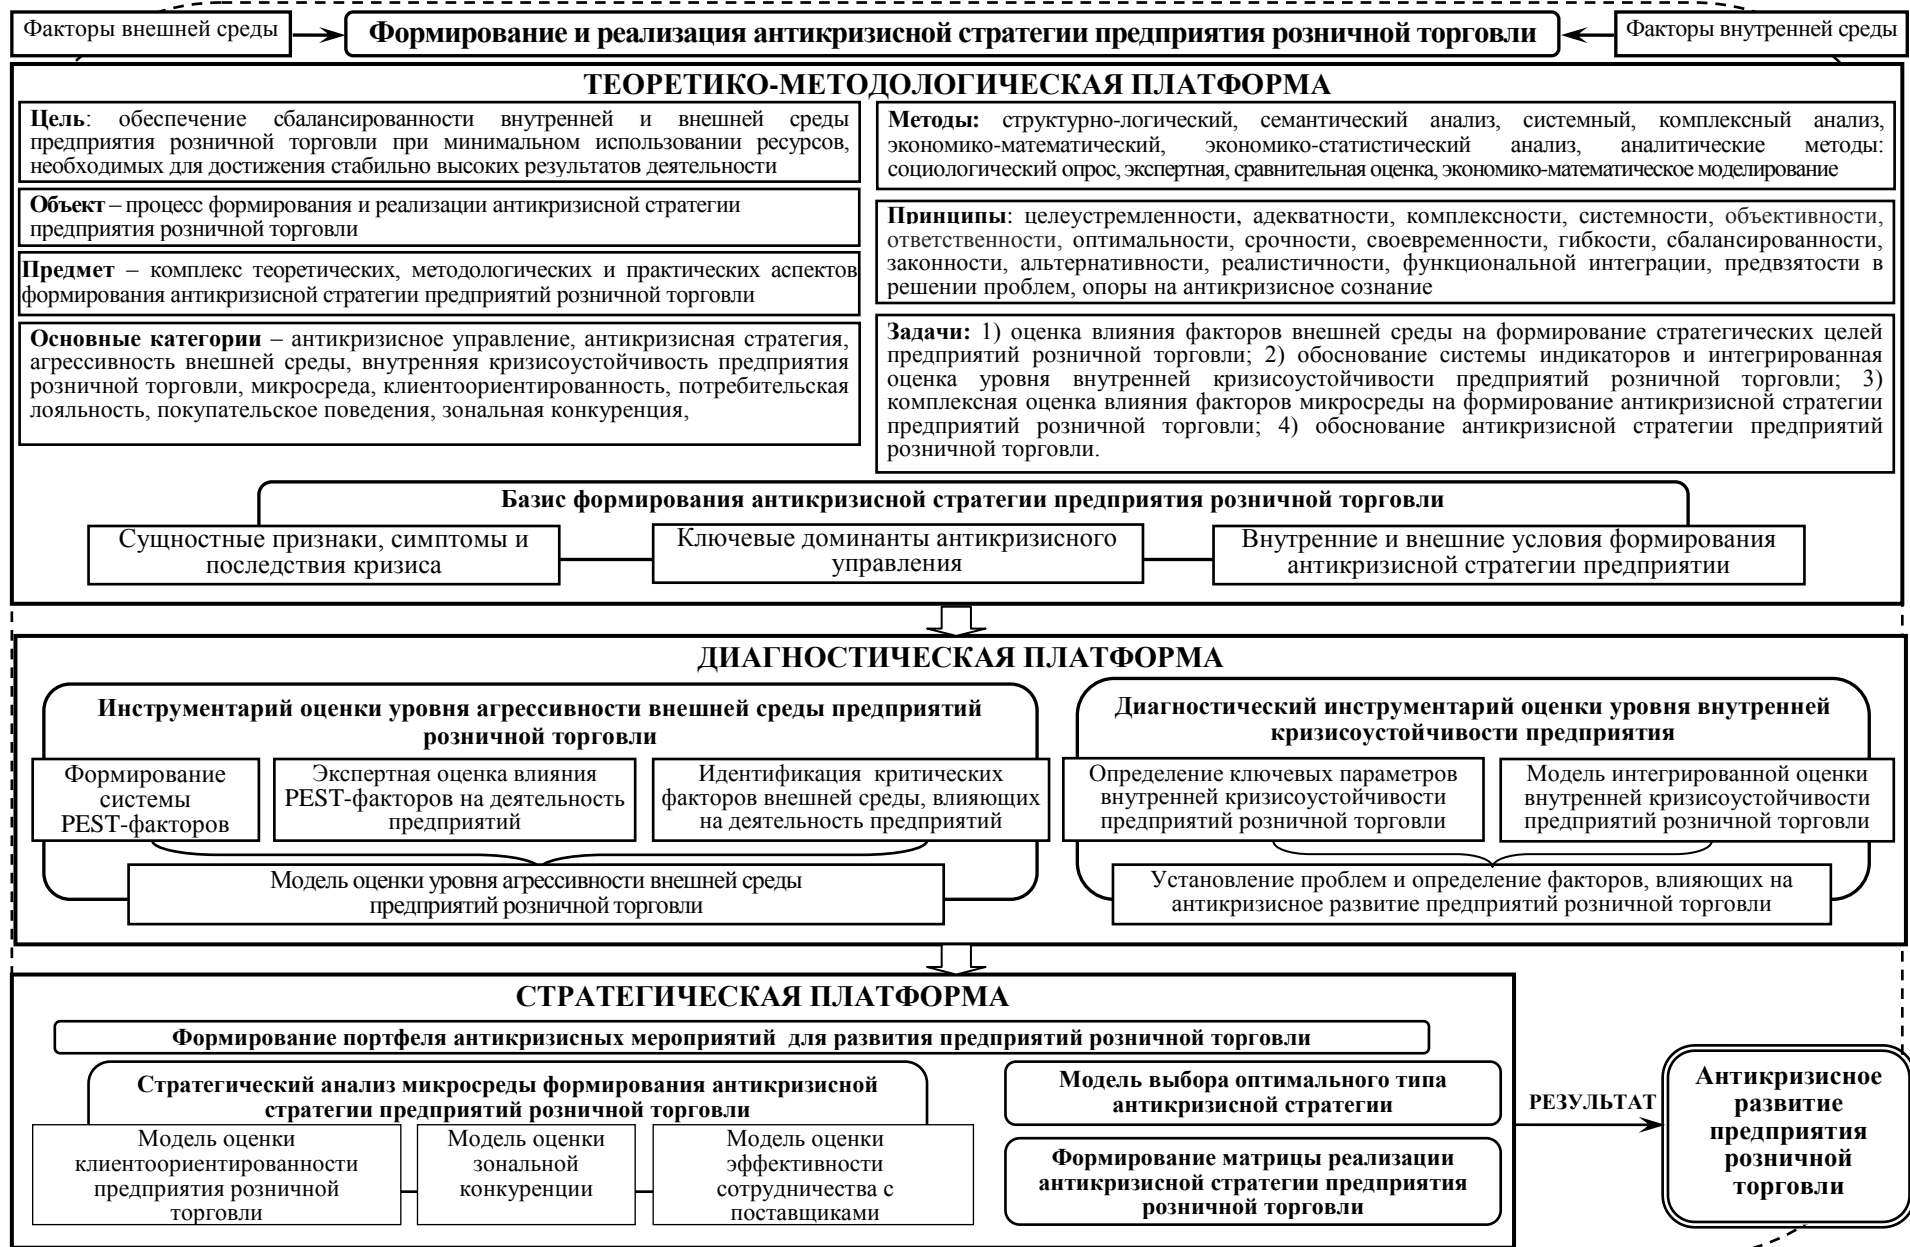 Факторы внешней среды
Формирование и реализация антикризисной стратегии предприятия розничной торговли
Факторы внутренней среды
ТЕОРЕТИКО-МЕТОДОЛОГИЧЕСКАЯ ПЛАТФОРМА
Цель: обеспечение сбалансированности внутренней и внешней среды
предприятия розничной торговли при минимальном использовании ресурсов,
необходимых для достижения стабильно высоких результатов деятельности
Объект – процесс формирования и реализации антикризисной стратегии
предприятия розничной торговли
Предмет – комплекс теоретических, методологических и практических аспектов
формирования антикризисной стратегии предприятий розничной торговли
Основные категории – антикризисное управление, антикризисная стратегия,
агрессивность внешней среды, внутренняя кризисоустойчивость предприятия
розничной торговли, микросреда, клиентоориентированность, потребительская
лояльность, покупательское поведения, зональная конкуренция,
Методы: структурно-логический, семантический анализ, системный, комплексный анализ,
экономико-математический, экономико-статистический анализ, аналитические методы:
социологический опрос, экспертная, сравнительная оценка, экономико-математическое моделирование
Принципы: целеустремленности, адекватности, комплексности, системности, объективности,
ответственности, оптимальности, срочности, своевременности, гибкости, сбалансированности,
законности, альтернативности, реалистичности, функциональной интеграции, предвзятости в
решении проблем, опоры на антикризисное сознание
Задачи: 1) оценка влияния факторов внешней среды на формирование стратегических целей
предприятий розничной торговли; 2) обоснование системы индикаторов и интегрированная
оценка уровня внутренней кризисоустойчивости предприятий розничной торговли; 3)
комплексная оценка влияния факторов микросреды на формирование антикризисной стратегии
предприятий розничной торговли; 4) обоснование антикризисной стратегии предприятий
розничной торговли.
Базис формирования антикризисной стратегии предприятия розничной торговли
Сущностные признаки, симптомы и
последствия кризиса
Ключевые доминанты антикризисного
управления
Внутренние и внешние условия формирования
антикризисной стратегии предприятии
ДИАГНОСТИЧЕСКАЯ ПЛАТФОРМА
Инструментарий оценки уровня агрессивности внешней среды предприятий
розничной торговли
Формирование
системы
PEST-факторов
Экспертная оценка влияния
PEST-факторов на деятельность
предприятий
Идентификация критических
факторов внешней среды, влияющих
на деятельность предприятий
Модель оценки уровня агрессивности внешней среды
предприятий розничной торговли
Диагностический инструментарий оценки уровня внутренней
кризисоустойчивости предприятия
Определение ключевых параметров
внутренней кризисоустойчивости
предприятий розничной торговли
Модель интегрированной оценки
внутренней кризисоустойчивости
предприятий розничной торговли
Установление проблем и определение факторов, влияющих на
антикризисное развитие предприятий розничной торговли
СТРАТЕГИЧЕСКАЯ ПЛАТФОРМА
Формирование портфеля антикризисных мероприятий для развития предприятий розничной торговли
Стратегический анализ микросреды формирования антикризисной
стратегии предприятий розничной торговли
Модель оценки
клиентоориентированности
предприятия розничной
торговли
Модель оценки
зональной
конкуренции
Модель оценки
эффективности
сотрудничества с
поставщиками
Модель выбора оптимального типа
антикризисной стратегии
Формирование матрицы реализации
антикризисной стратегии предприятия
розничной торговли
РЕЗУЛЬТАТ
Антикризисное
развитие
предприятия
розничной
торговли